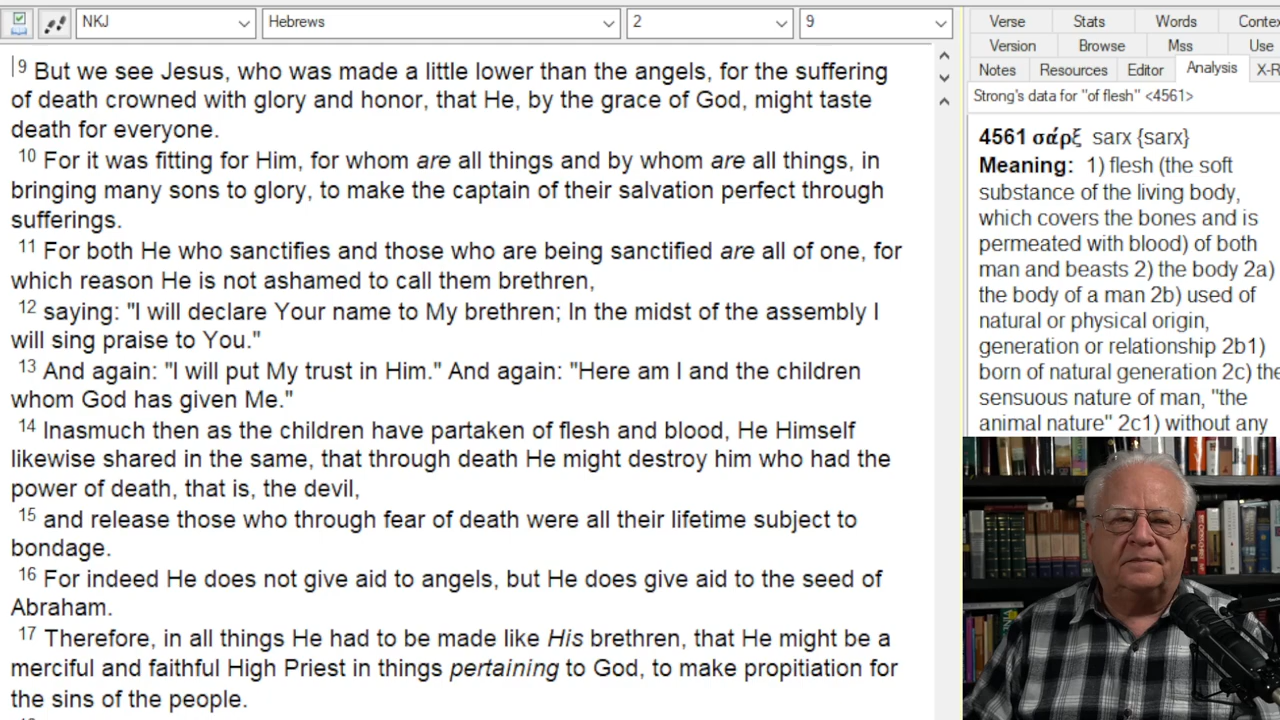 NKJ Hebrews 2 9
9 But we see Jesus, who was made a little lower than the angels, for the suffering
of death crowned with glory and honor, that He, by the grace of God, might taste
death for everyone.
10 For it was fitting for Him, for whom are all things and by whom are all things, in
bringing many sons to glory, to make the captain of their salvation perfect through
sufferings.
11 For both He who sanctifies and those who are being sanctified are all of one, for
which reason He is not ashamed to call them brethren,
12 saying: "I will declare Your name to My brethren; In the midst of the assembly I
will sing praise to You."
13 And again: "I will put My trust in Him." And again: "Here am I and the children
whom God has given Me."
14 Inasmuch then as the children have partaken of flesh and blood, He Himself
likewise shared in the same, that through death He might destroy him who had the
power of death, that is, the devil,
15 and release those who through fear of death were all their lifetime subject to
bondage.
16 For indeed He does not give aid to angels, but He does give aid to the seed of
Abraham.
17 Therefore, in all things He had to be made like His brethren, that He might be a
merciful and faithful High Priest in things pertaining to God, to make propitiation for
the sins of the people.
Verse Stats Words Contex
Version Browse Mss Use
Notes Resources Editor Analysis X-R
Strong's data for "of flesh" <4561>
4561 σάρξ sarx {sarx}
Meaning: 1) flesh (the soft
substance of the living body,
which covers the bones and is
permeated with blood) of both
man and beasts 2) the body 2a)
the body of a man 2b) used of
natural or physical origin,
generation or relationship 2b1)
born of natural generation 2c) the
sensuous nature of man, "the
animal nature" 2c1) without any